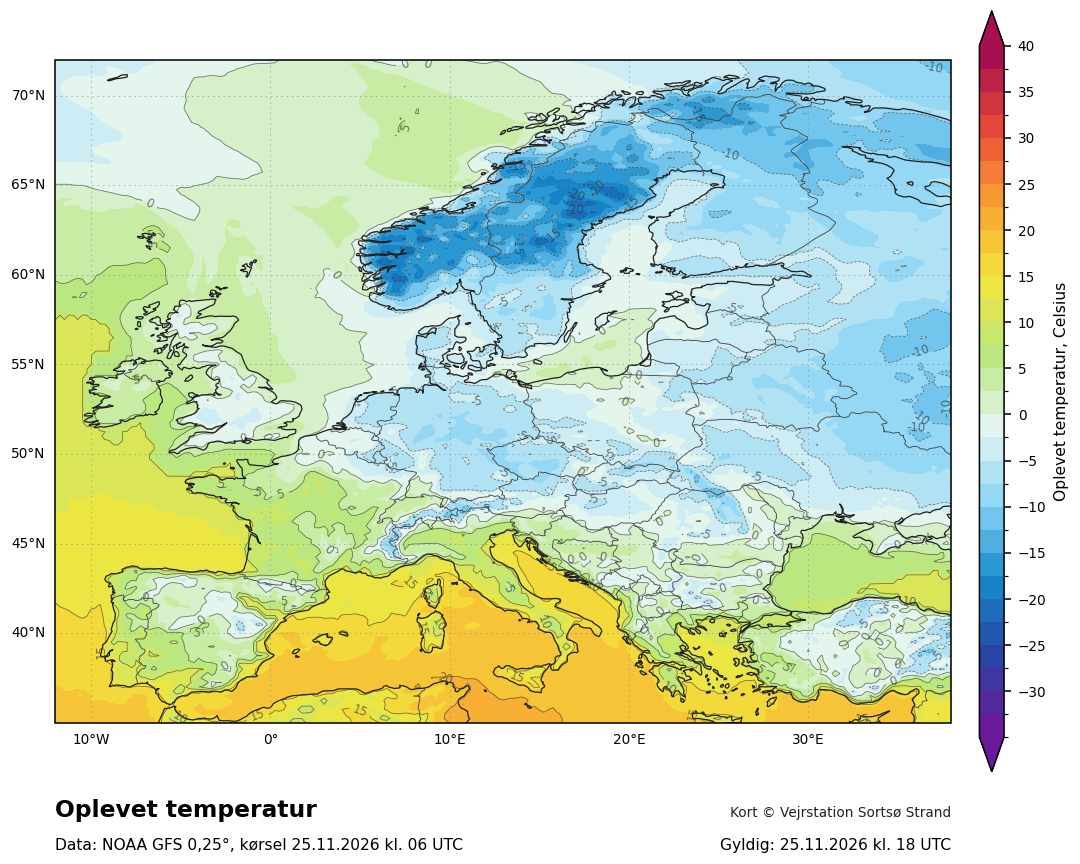 70°N
65°N
60°N
55°N
50°N
45°N
40°N
10°W
0°
10°E
20°E
30°E
40
35
30
25
20
15
10
5
0
−5
−10
−15
−20
−25
−30
Oplevet temperatur, Celsius
Oplevet temperatur
Kort © Vejrstation Sortsø Strand
Data: NOAA GFS 0,25°, kørsel 25.11.2026 kl. 06 UTC
Gyldig: 25.11.2026 kl. 18 UTC